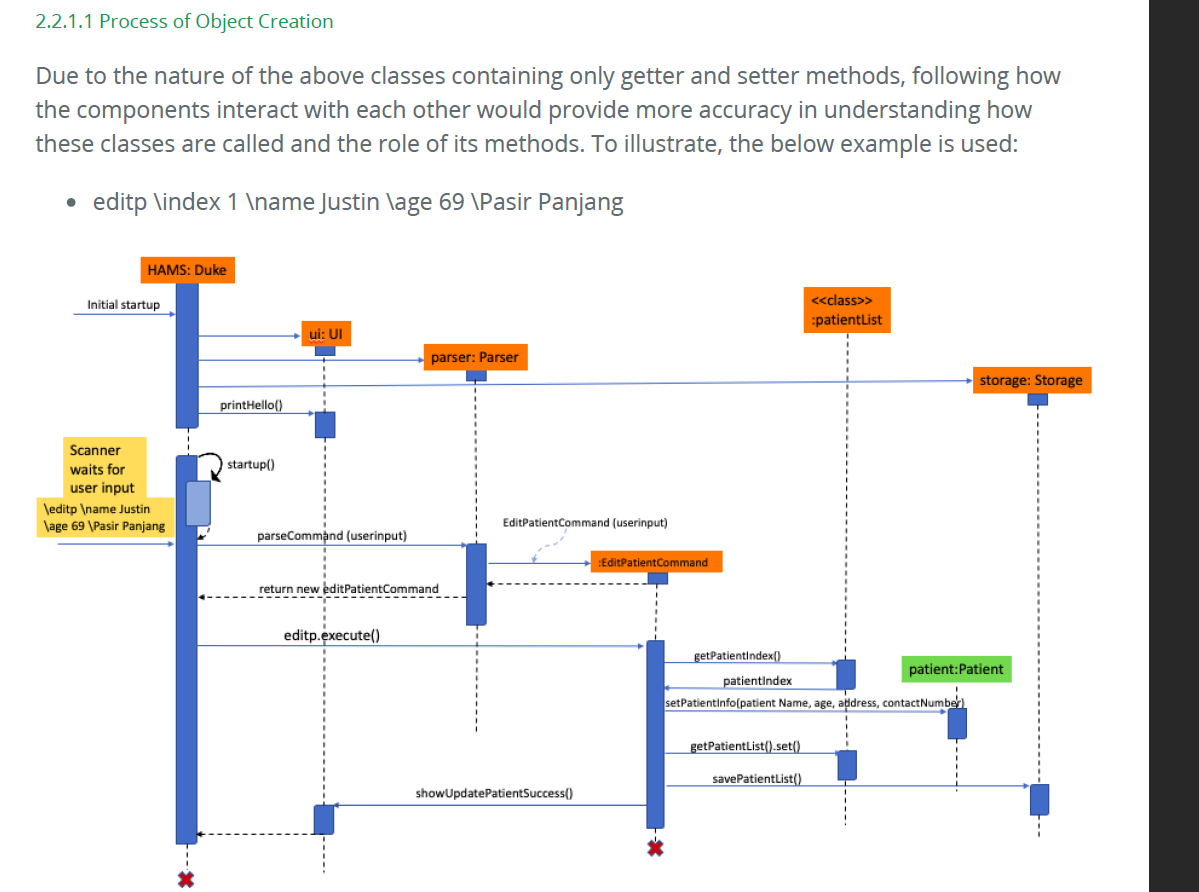 2.2.1.1 Process of Object Creation
Due to the nature of the above classes containing only getter and setter methods, following how
the components interact with each other would provide more accuracy in understanding how
these classes are called and the role of its methods. To illustrate, the below example is used:
• editp \index 1 \name Justin \age 69 \Pasir Panjang
HAMS: Duke
Initial startup
<<class>>
:patientList
ui: UI
parser: Parser
storage: Storage
printHello()
Scanner
waits for
user input
startup()
\editp \name Justin
\age 69 \Pasir Panjang
EditPatientCommand (userinput)
parseCommand (userinput)
:EditPatientCommand
return new editPatientCommand
editp.execute()
getPatientIndex()
patient:Patient
patientIndex
setPatientInfo(patient Name, age, address, contactNumber)
getPatientList().set()
savePatientList()
showUpdatePatientSuccess()